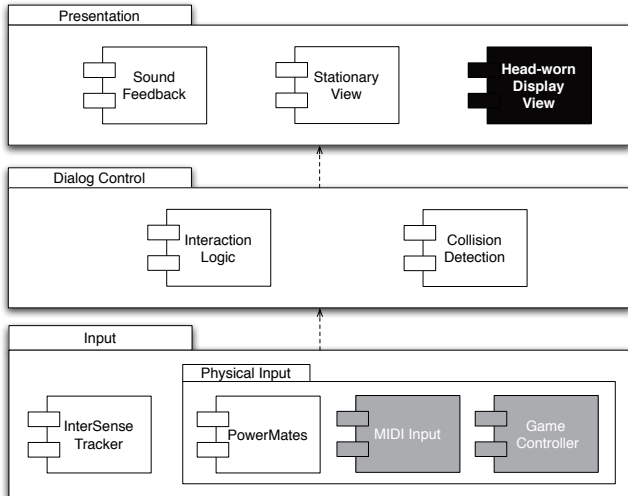 Presentation
Sound
Feedback
Stationary
View
Head-worn
Display
View
Dialog Control
Interaction
Logic
Collision
Detection
Input
Physical Input
InterSense
Tracker
PowerMates
MIDI Input
Game
Controller